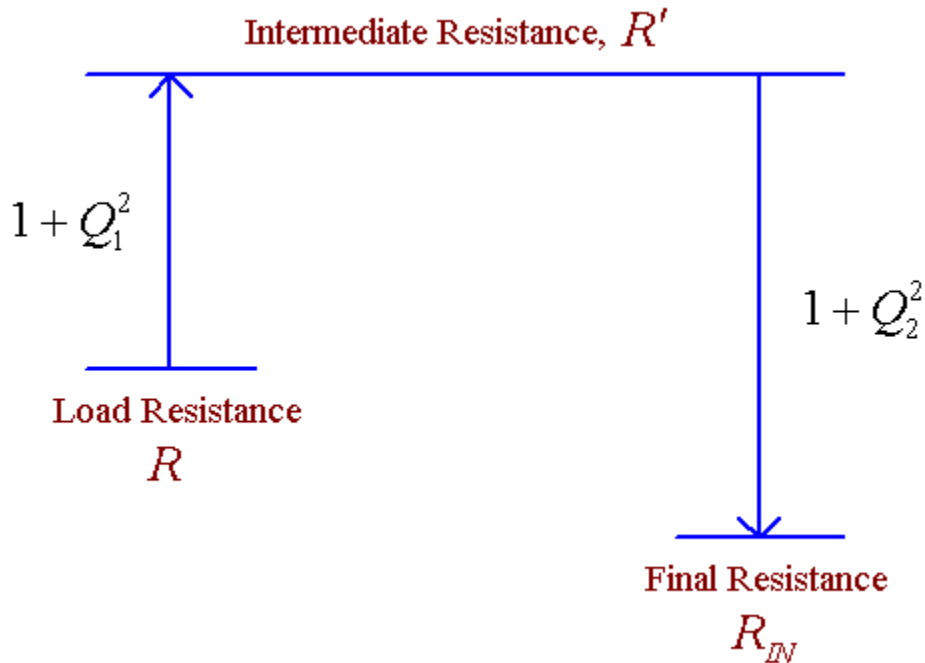 Intermediate Resistance, R′
1 + Q₁²
1 + Q₂²
Load Resistance
R
Final Resistance
R_IN